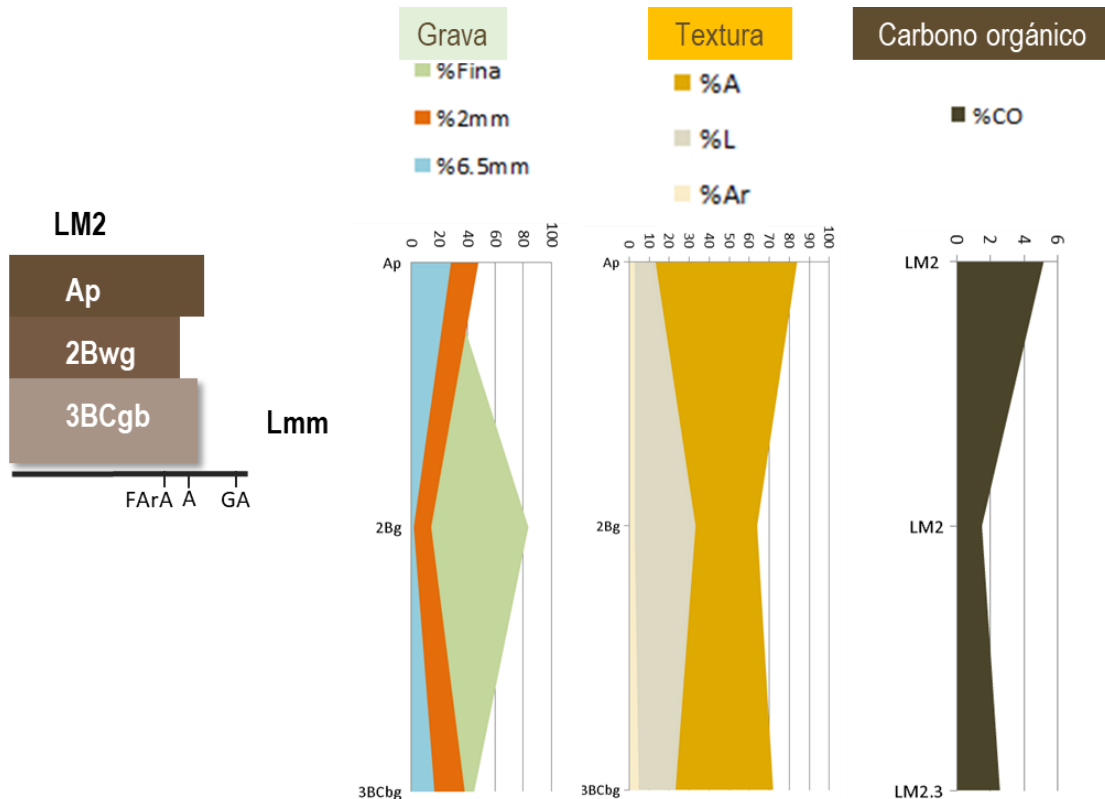 Grava
%Fina
%2mm
%6.5mm
Textura
%A
%L
%Ar
Carbono orgánico
%CO
LM2
Ap
2Bwg
3BCgb
Lmm
FArA A GA
0 20 40 60 80 100
Ap
2Bg
3BCbg
0 10 20 30 40 50 60 70 80 90 100
Ap
2Bg
3BCbg
0 2 4 6
LM2
LM2
LM2.3